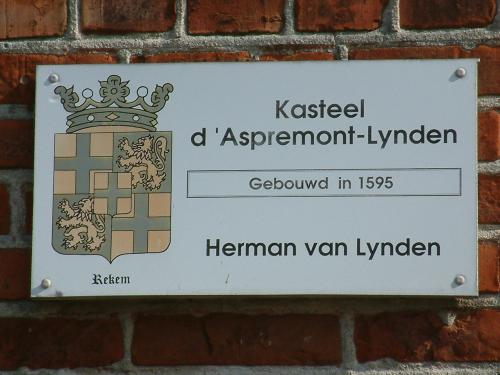 Kasteel
d 'Aspremont-Lynden
Gebouwd in 1595
Herman van Lynden
Rekem